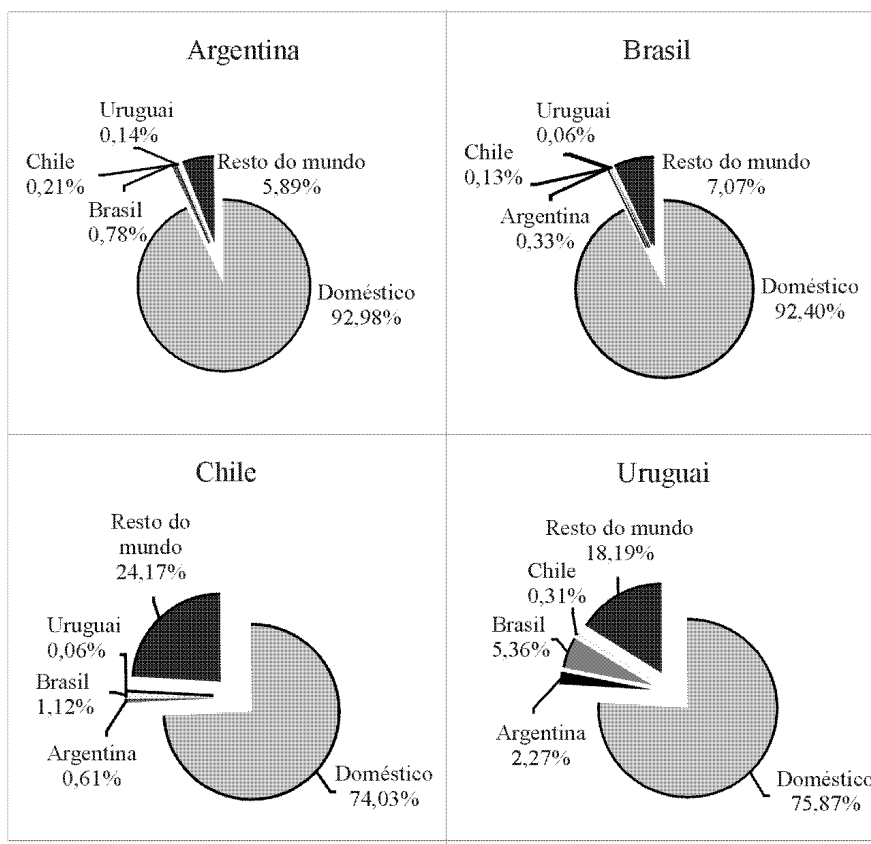 Argentina
Uruguai
0,14%
Chile
0,21%
Brasil
0,78%
Resto do mundo
5,89%
Doméstico
92,98%
Brasil
Uruguai
0,06%
Chile
0,13%
Argentina
0,33%
Resto do mundo
7,07%
Doméstico
92,40%
Chile
Resto do
mundo
24,17%
Uruguai
0,06%
Brasil
1,12%
Argentina
0,61%
Doméstico
74,03%
Uruguai
Resto do mundo
18,19%
Chile
0,31%
Brasil
5,36%
Argentina
2,27%
Doméstico
75,87%